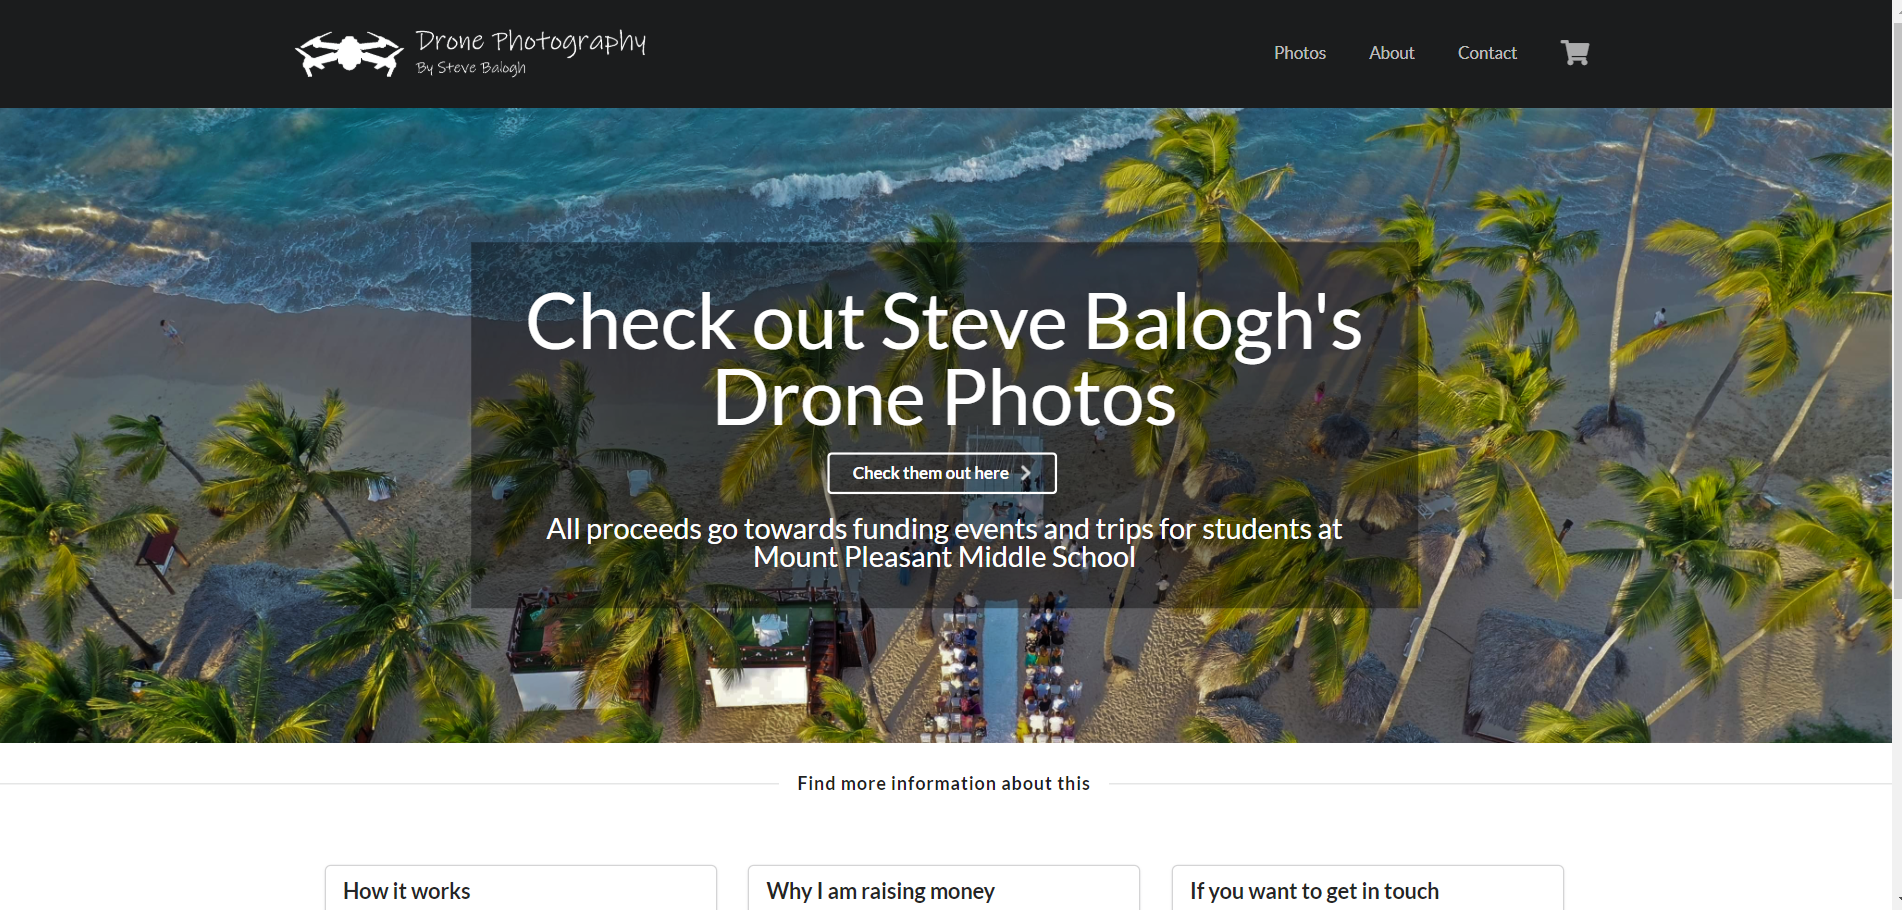 Drone Photography
By Steve Balogh
Photos
About
Contact
Check out Steve Balogh's
Drone Photos
Check them out here
All proceeds go towards funding events and trips for students at
Mount Pleasant Middle School
Find more information about this
How it works
Why I am raising money
If you want to get in touch